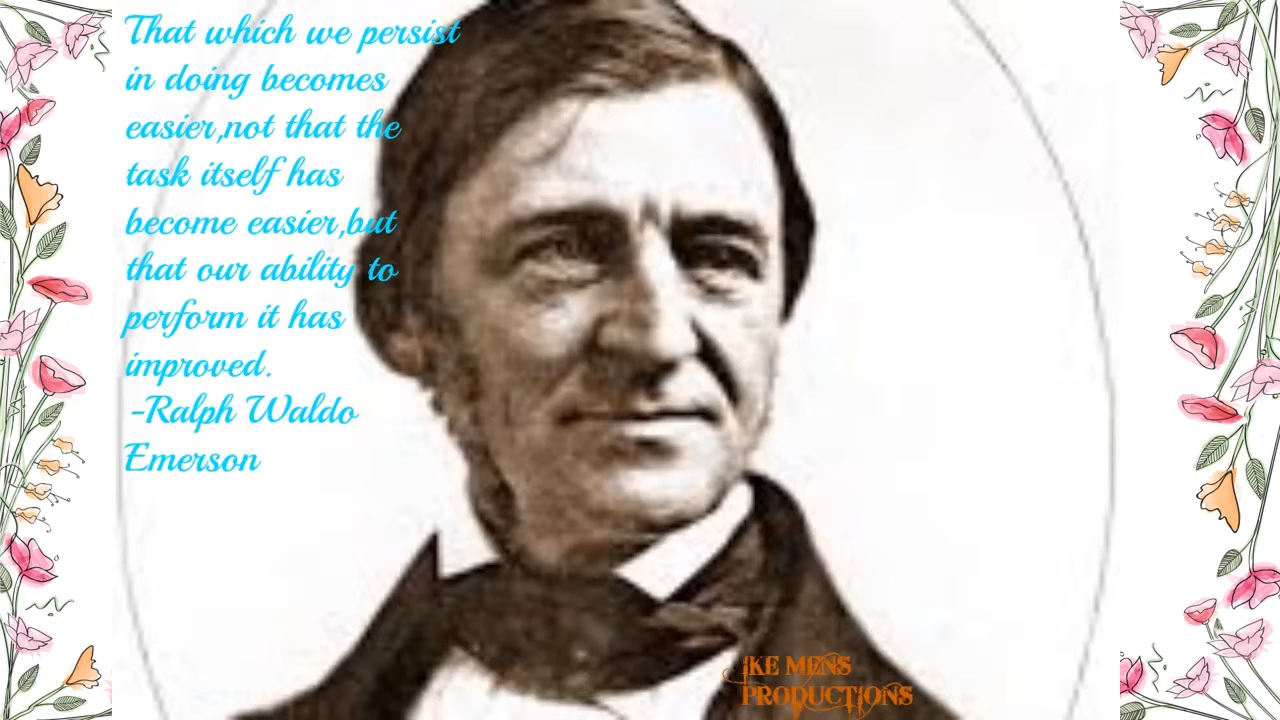 That which we persist
in doing becomes
easier,not that the
task itself has
become easier,but
that our ability to
perform it has
improved.
-Ralph Waldo
Emerson
IKE MENS
PRODUCTIONS